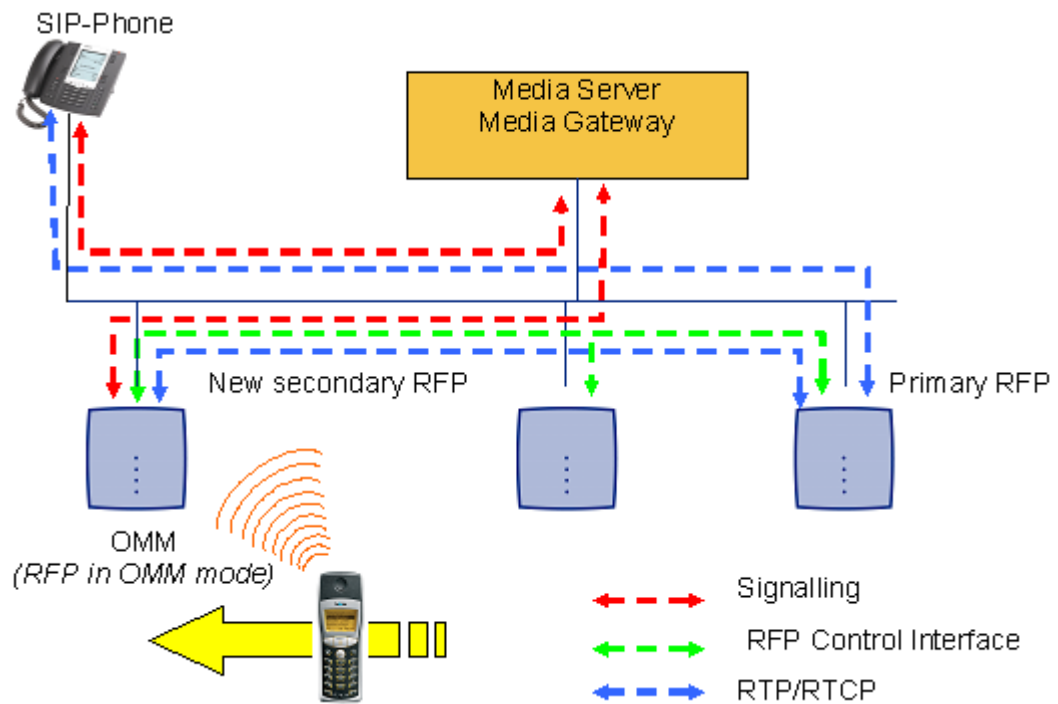 SIP-Phone
Media Server
Media Gateway
New secondary RFP
Primary RFP
OMM
(RFP in OMM mode)
Signalling
RFP Control Interface
RTP/RTCP